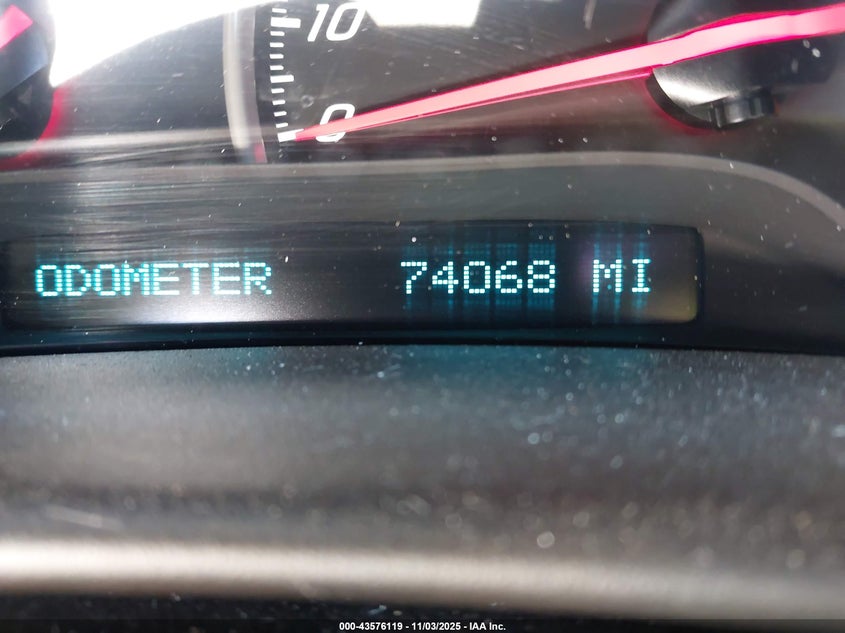 10
0
ODOMETER 74068 MI
000-43576119 - 11/03/2025 - IAA Inc.